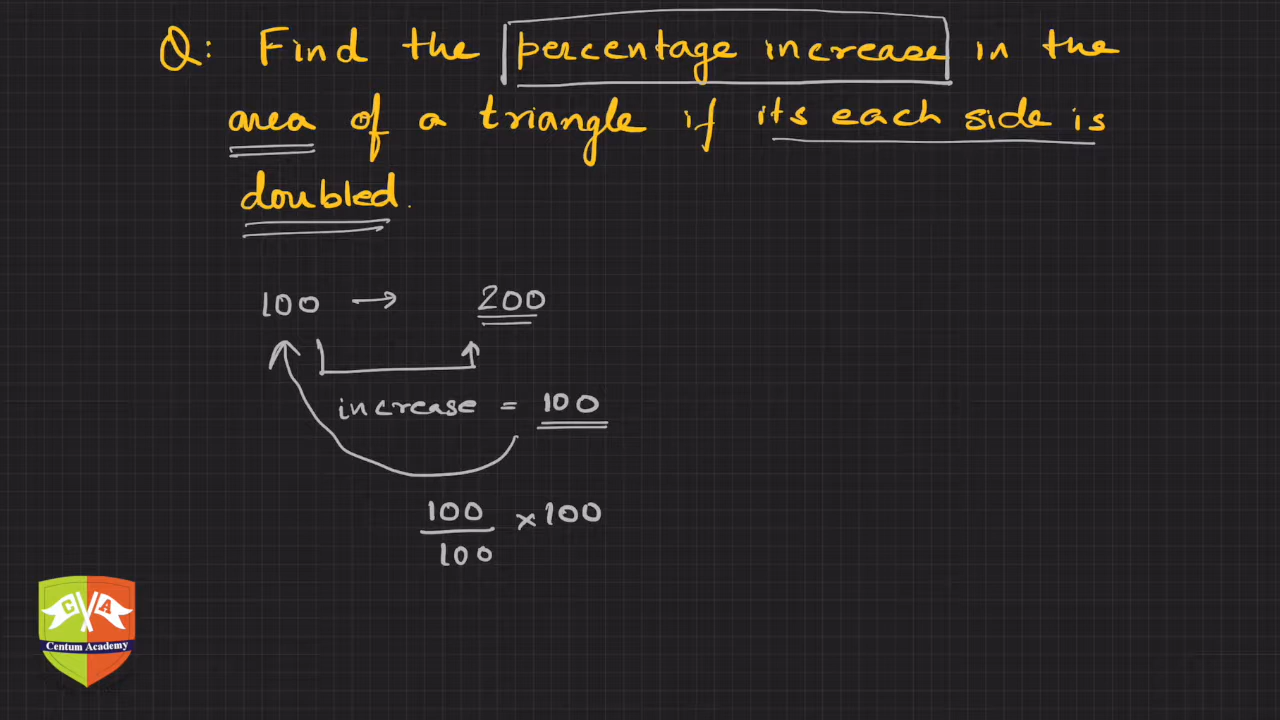 Q: Find the percentage increase in the
area of a triangle if its each side is
doubled.
100 → 200
increase = 100
100
× 100
100
C A
Centum Academy